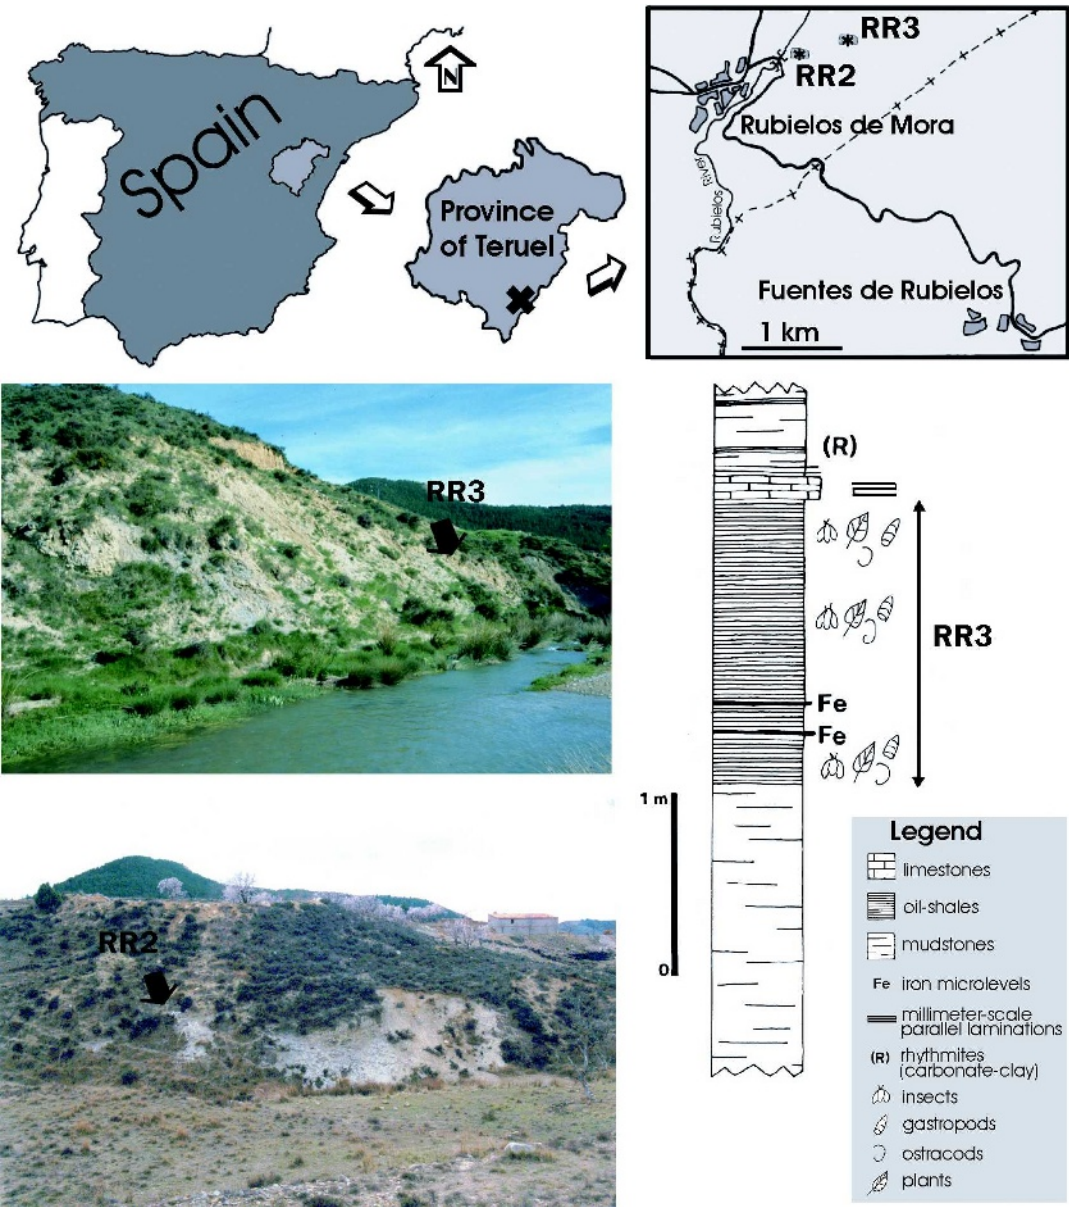 Spain
N
Province
of Teruel
RR3
RR2
Rubielos de Mora
Rubielos River
Fuentes de Rubielos
1 km
RR3
RR2
(R)
RR3
Fe
Fe
1 m
0
Legend
limestones
oil-shales
mudstones
Fe iron microlevels
millimeter-scale
parallel laminations
(R) rhythmites
(carbonate-clay)
insects
gastropods
ostracods
plants